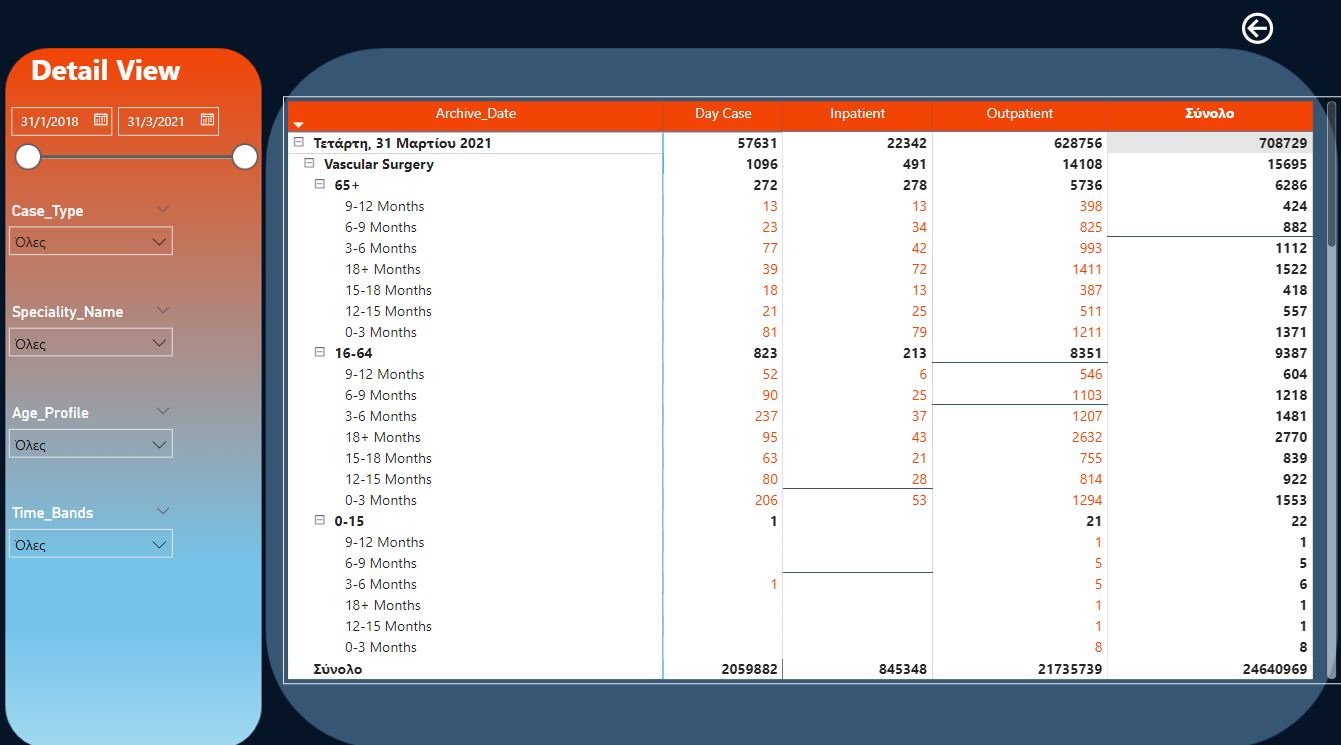 Detail View
31/1/2018 31/3/2021
Case_Type
Όλες
Speciality_Name
Όλες
Age_Profile
Όλες
Time_Bands
Όλες
Archive_Date Day Case Inpatient Outpatient Σύνολο
Τετάρτη, 31 Μαρτίου 2021 57631 22342 628756 708729
Vascular Surgery 1096 491 14108 15695
65+ 272 278 5736 6286
9-12 Months 13 13 398 424
6-9 Months 23 34 825 882
3-6 Months 77 42 993 1112
18+ Months 39 72 1411 1522
15-18 Months 18 13 387 418
12-15 Months 21 25 511 557
0-3 Months 81 79 1211 1371
16-64 823 213 8351 9387
9-12 Months 52 6 546 604
6-9 Months 90 25 1103 1218
3-6 Months 237 37 1207 1481
18+ Months 95 43 2632 2770
15-18 Months 63 21 755 839
12-15 Months 80 28 814 922
0-3 Months 206 53 1294 1553
0-15 1 21 22
9-12 Months 1 1
6-9 Months 5 5
3-6 Months 1 5 6
18+ Months 1 1
12-15 Months 1 1
0-3 Months 8 8
Σύνολο 2059882 845348 21735739 24640969